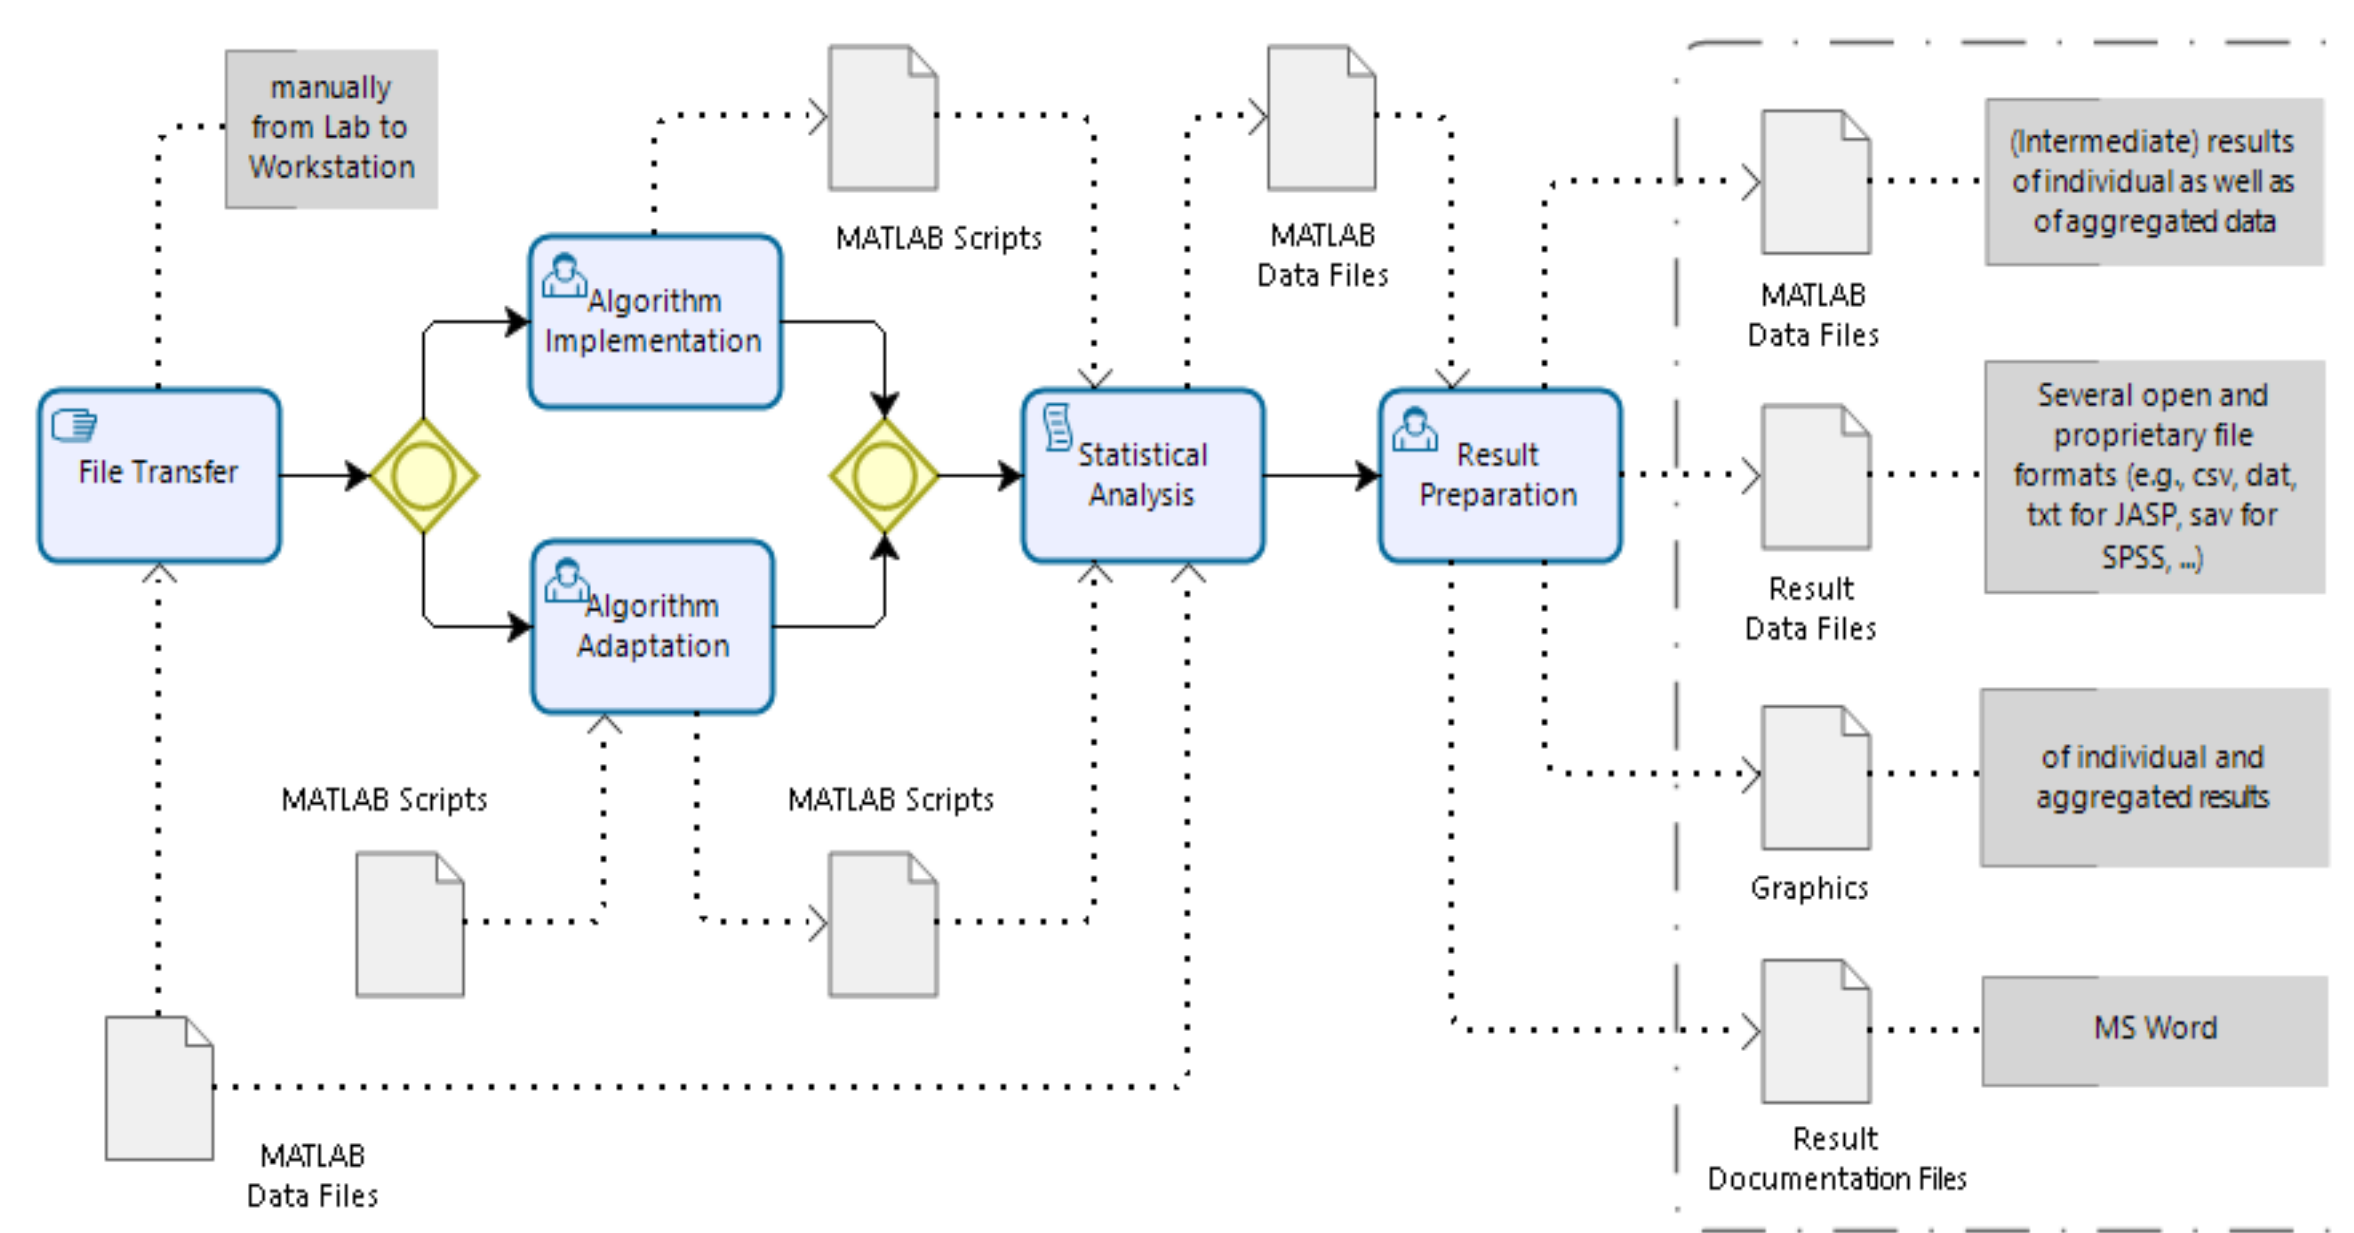 manually
from Lab to
Workstation
MATLAB Scripts
MATLAB
Data Files
(Intermediate) results
of individual as well as
of aggregated data
MATLAB
Data Files
Algorithm
Implementation
File Transfer
Statistical
Analysis
Result
Preparation
Several open and
proprietary file
formats (e.g., csv, dat,
txt for JASP, sav for
SPSS, ...)
Result
Data Files
Algorithm
Adaptation
MATLAB Scripts
MATLAB Scripts
of individual and
aggregated results
Graphics
MS Word
Result
Documentation Files
MATLAB
Data Files